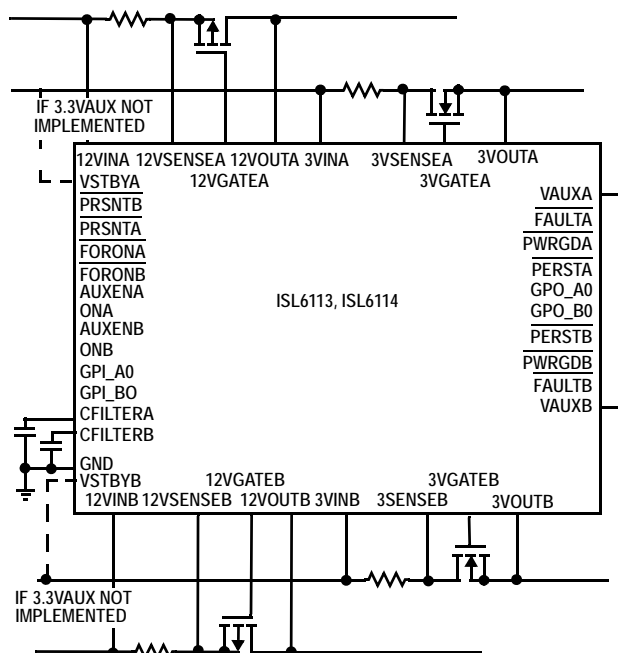 IF 3.3VAUX NOT
IMPLEMENTED
12VINA 12VSENSEA 12VOUTA 3VINA 3VSENSEA 3VOUTA
12VGATEA 3VGATEA
VSTBYA
PRSNTB
PRSNTA
FORONA
FORONB
AUXENA
ONA
AUXENB
ONB
GPI_A0
GPI_BO
CFILTERA
CFILTERB
GND
VSTBYB
ISL6113, ISL6114
VAUXA
FAULTA
PWRGDA
PERSTA
GPO_A0
GPO_B0
PERSTB
PWRGDB
FAULTB
VAUXB
12VGATEB 3VGATEB
12VINB 12VSENSEB 12VOUTB 3VINB 3SENSEB 3VOUTB
IF 3.3VAUX NOT
IMPLEMENTED